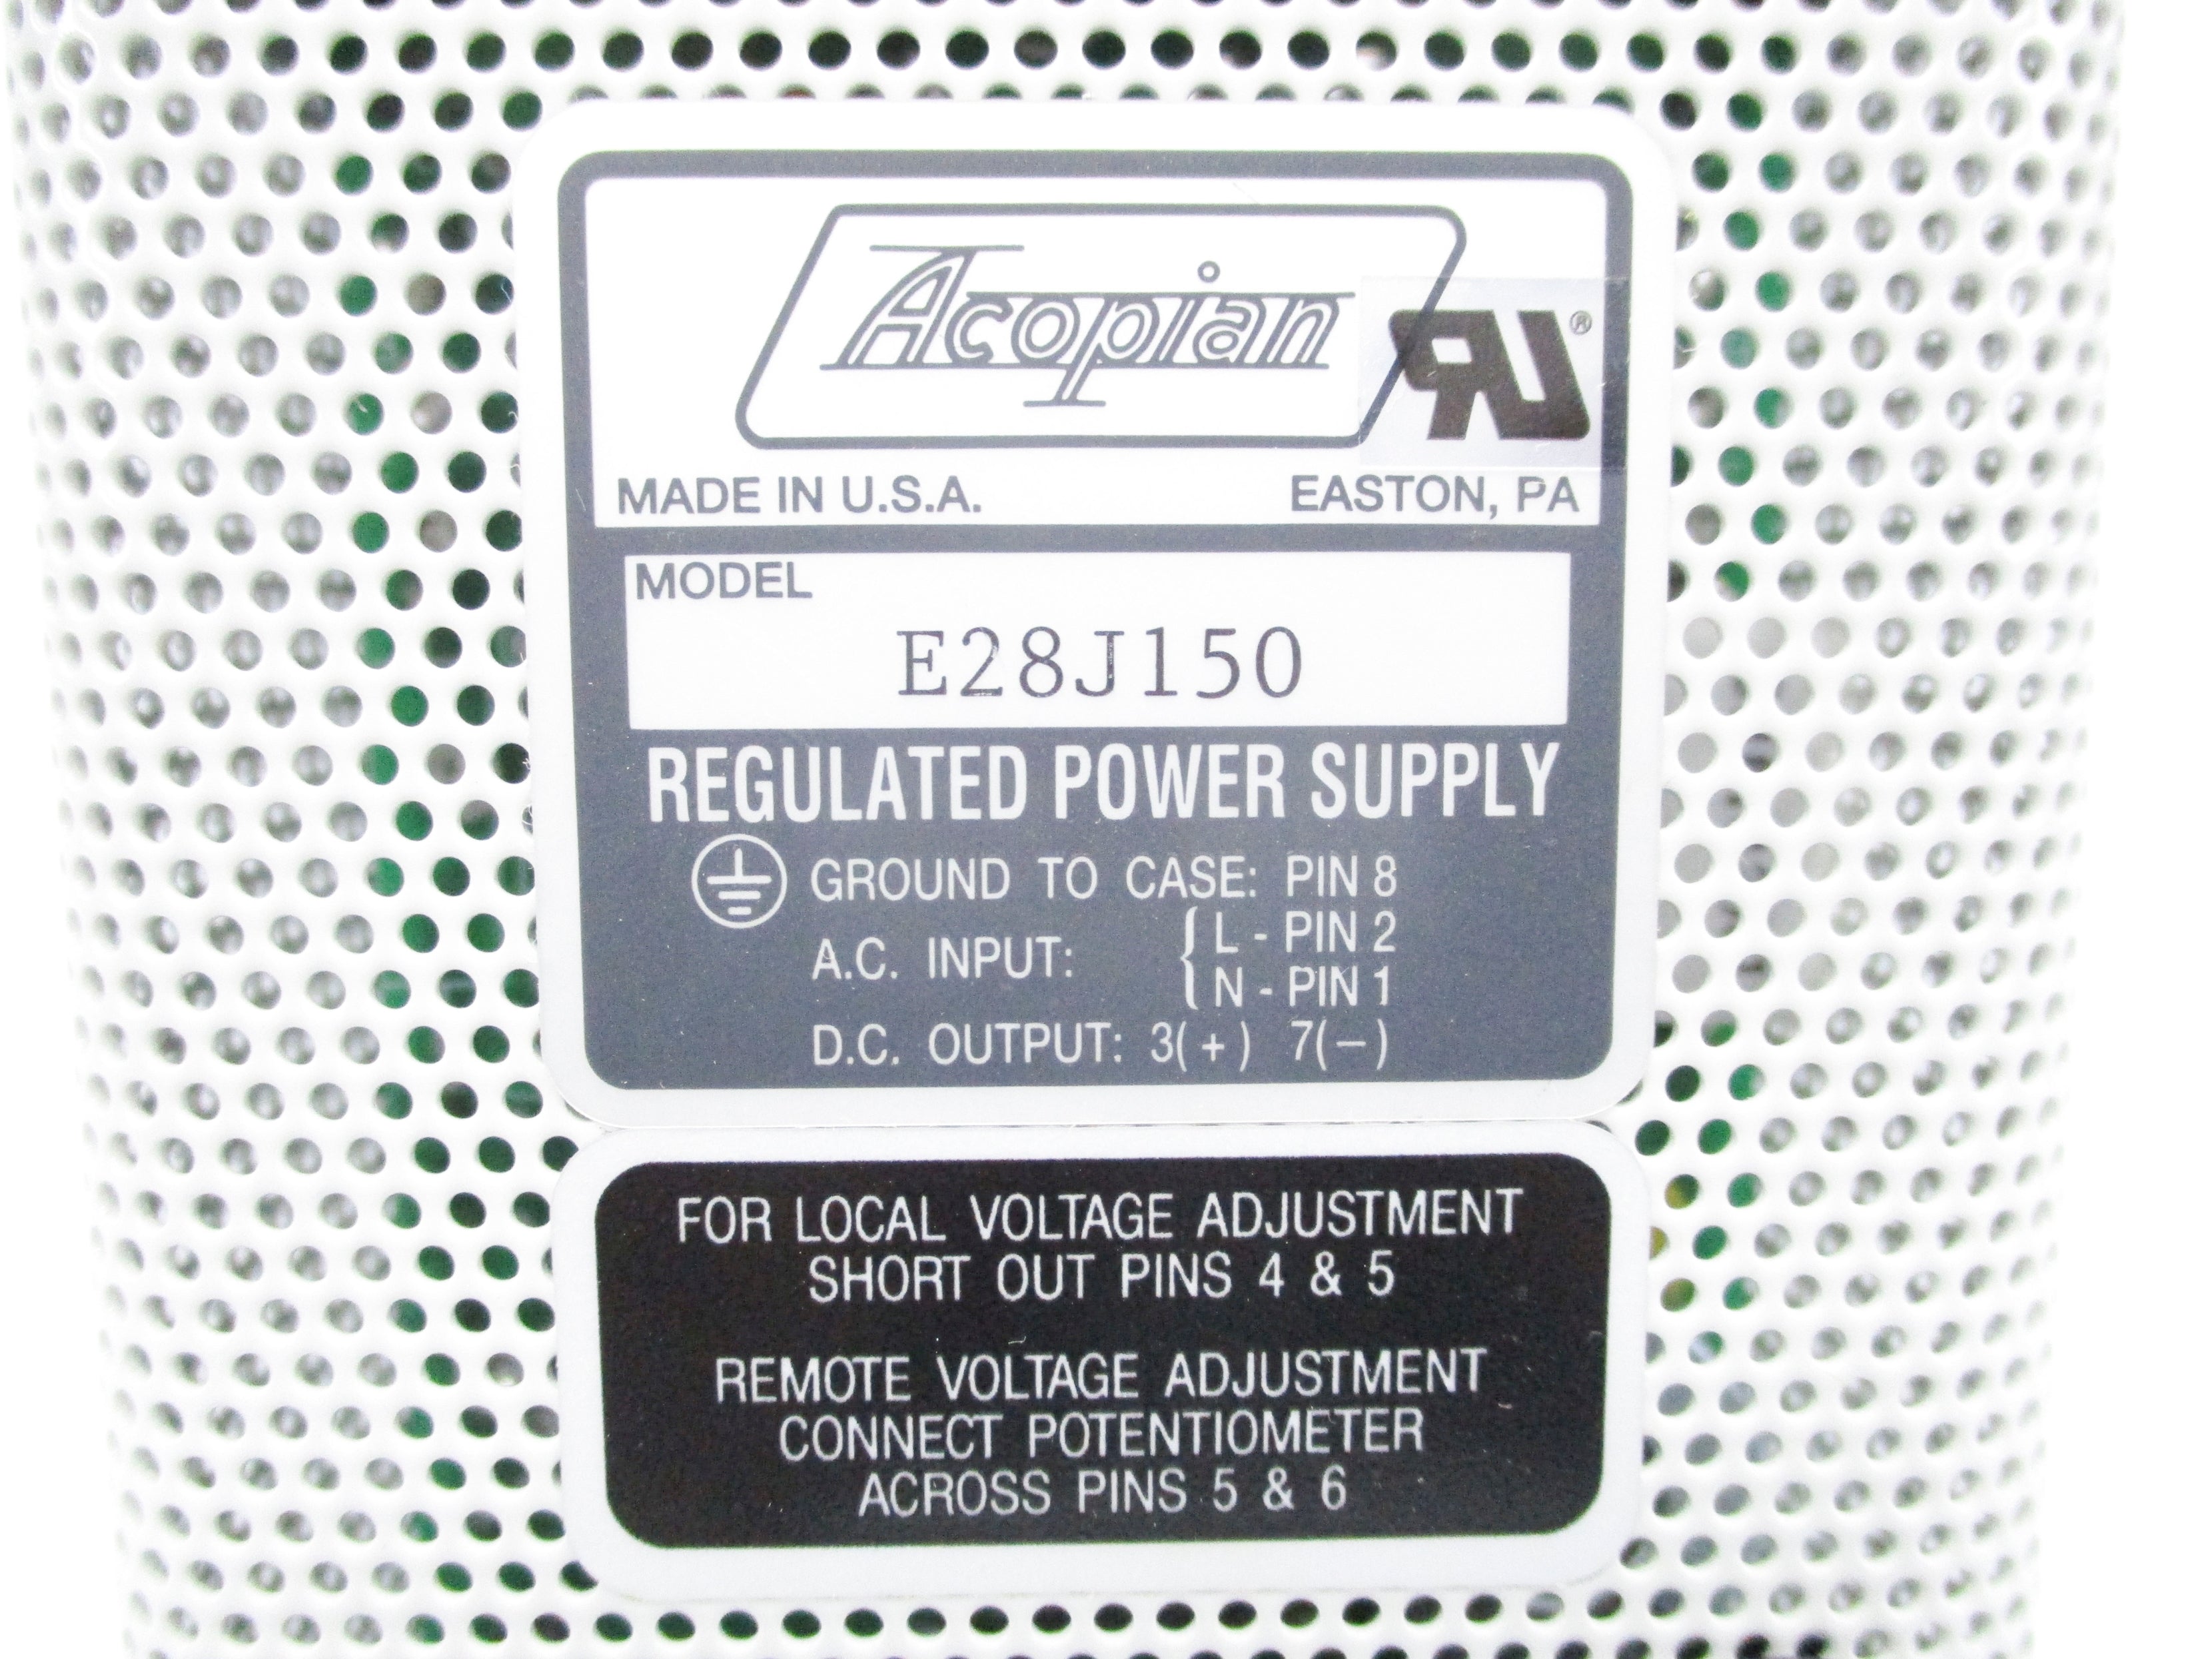 Acopian
RU®
MADE IN U.S.A. EASTON, PA
MODEL
E28J150
REGULATED POWER SUPPLY
GROUND TO CASE: PIN 8
A.C. INPUT: { L - PIN 2
N - PIN 1
D.C. OUTPUT: 3(+) 7(−)
FOR LOCAL VOLTAGE ADJUSTMENT
SHORT OUT PINS 4 & 5
REMOTE VOLTAGE ADJUSTMENT
CONNECT POTENTIOMETER
ACROSS PINS 5 & 6